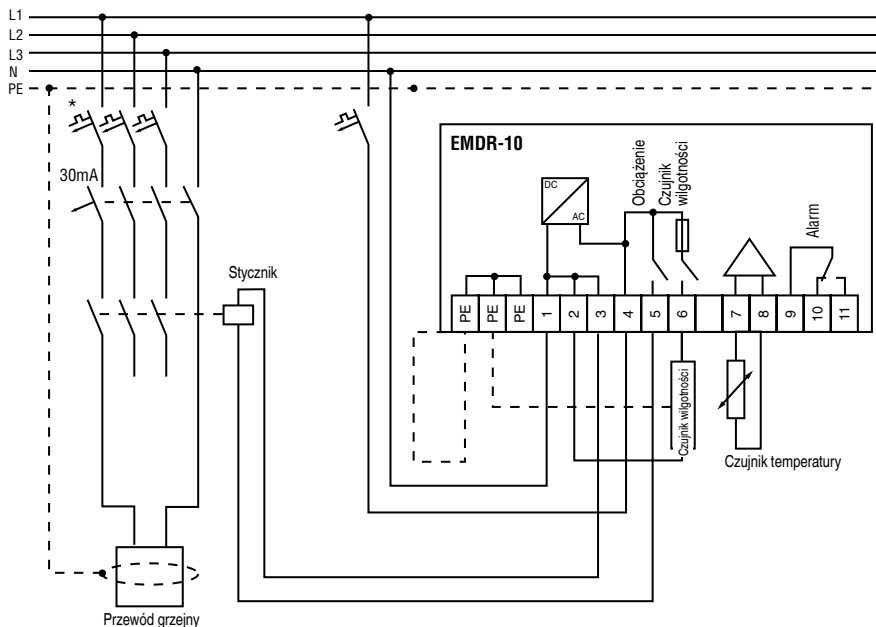 L1
L2
L3
N
PE
*
30mA
EMDR-10
DC
AC
Obciążenie
Czujnik
wilgotności
Alarm
Stycznik
PE
PE
PE
1
2
3
4
5
6
7
8
9
10
11
Czujnik wilgotności
Czujnik temperatury
Przewód grzejny